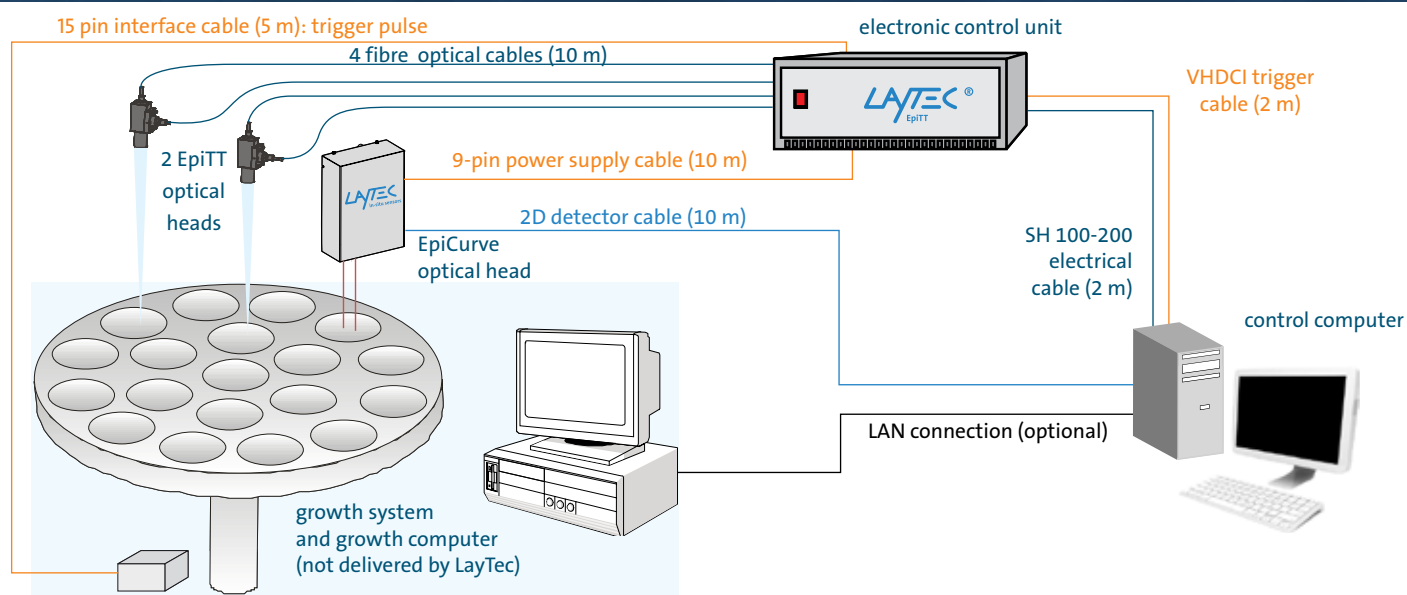 15 pin interface cable (5 m): trigger pulse
electronic control unit
4 fibre optical cables (10 m)
VHDCI trigger
cable (2 m)
LAYTEC ®
EpiTT
2 EpiTT
optical
heads
9-pin power supply cable (10 m)
LAYTEC
in-situ sensors
2D detector cable (10 m)
EpiCurve
optical head
SH 100-200
electrical
cable (2 m)
control computer
LAN connection (optional)
growth system
and growth computer
(not delivered by LayTec)